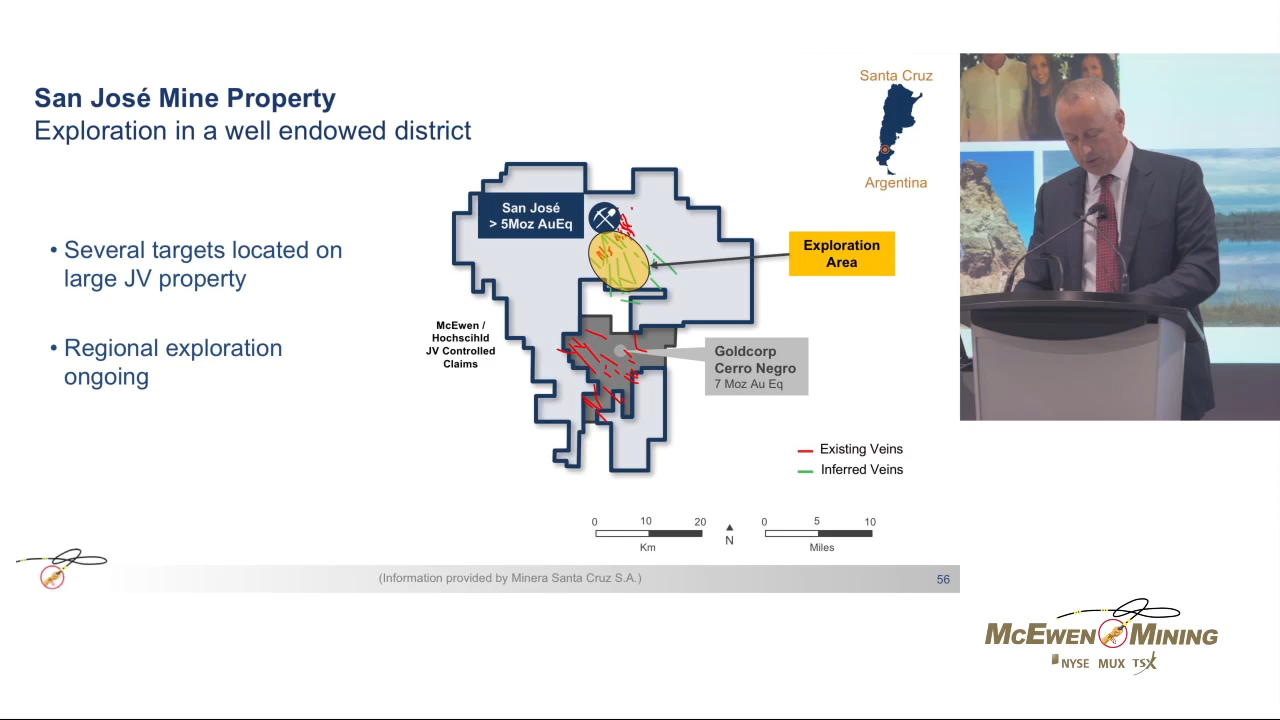 San José Mine Property
Exploration in a well endowed district
• Several targets located on
large JV property
• Regional exploration
ongoing
Santa Cruz
Argentina
San José
> 5Moz AuEq
Exploration
Area
McEwen /
Hochscihld
JV Controlled
Claims
Goldcorp
Cerro Negro
7 Moz Au Eq
Existing Veins
Inferred Veins
0 10 20
Km
N
0 5 10
Miles
(Information provided by Minera Santa Cruz S.A.)
56
McEWEN MINING
NYSE MUX TSX